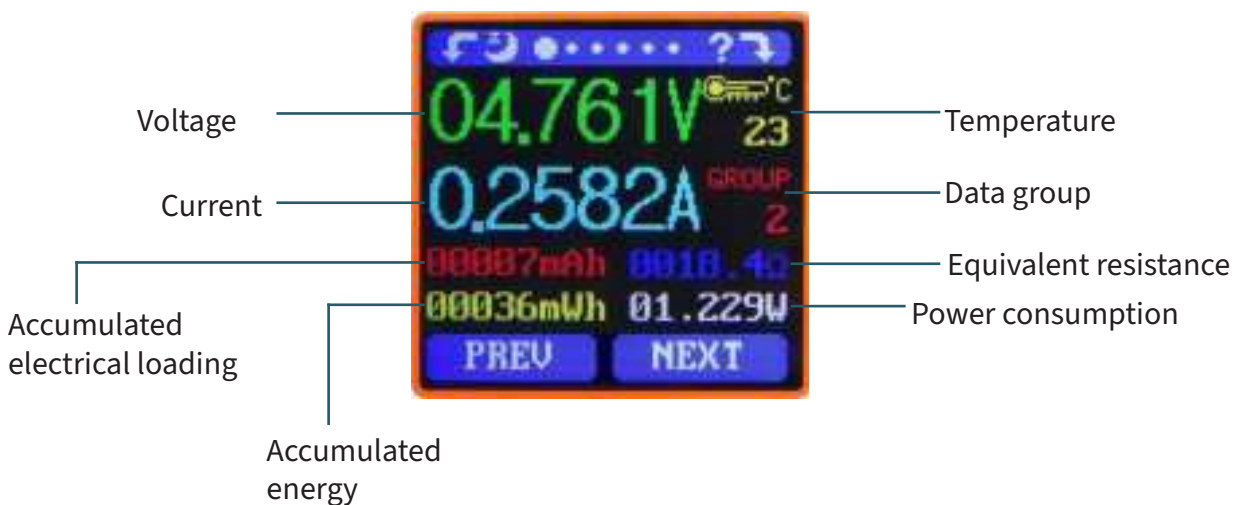 ?
04.761V °C
Voltage
23
Temperature
0.2582A GROUP
Data group
Current
2
00007mAh 0018.4Ω
Equivalent resistance
00036mWh 01.229W
Power consumption
Accumulated
electrical loading
PREV NEXT
Accumulated
energy